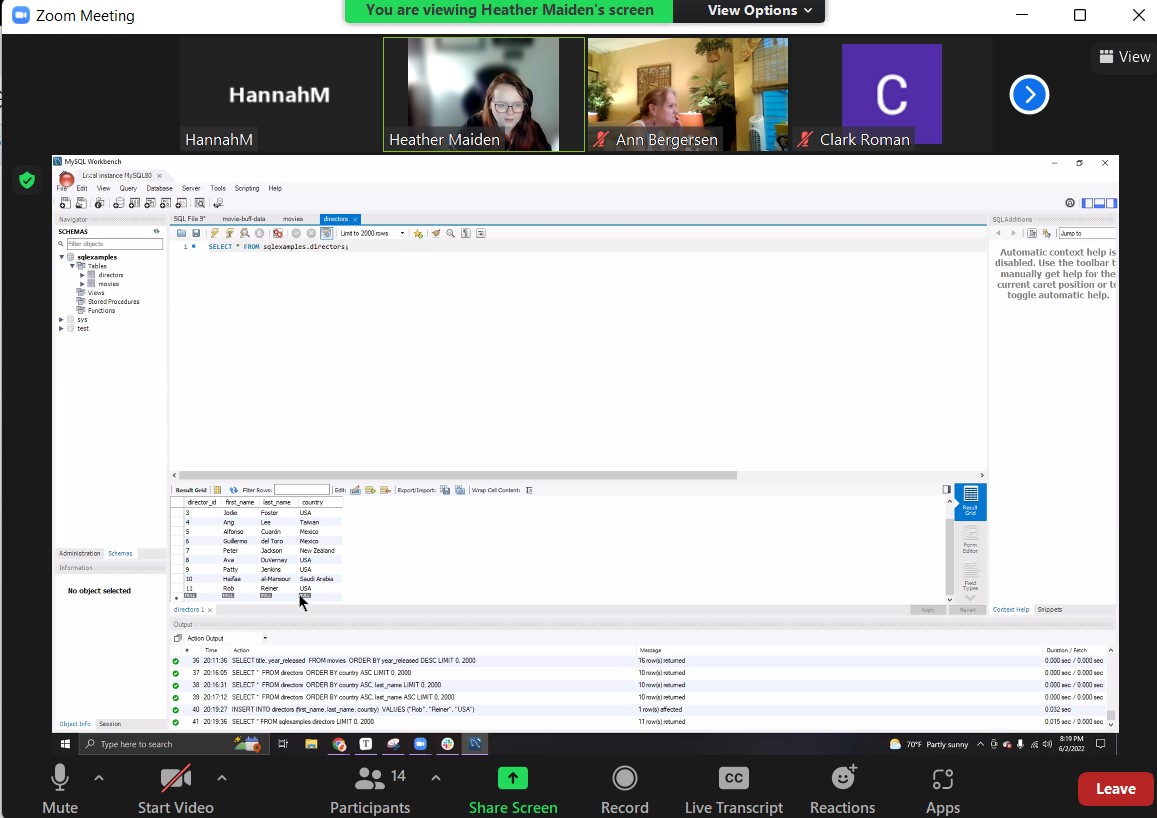 Zoom Meeting
You are viewing Heather Maiden's screen
View Options
View
HannahM
HannahM
Heather Maiden
Ann Bergersen
C
Clark Roman
MySQL Workbench
Local instance MySQL80
File Edit View Query Database Server Tools Scripting Help
Navigator
SCHEMAS
Filter objects
sqlexamples
Tables
directors
movies
Views
Stored Procedures
Functions
sys
test
Administration Schemas
Information
No object selected
Object Info Session
SQL File 9* movie-buff-data movies directors
Limit to 2000 rows
1 SELECT * FROM sqlexamples.directors;
SQLAdditions
Jump to
Automatic context help is
disabled. Use the toolbar t
manually get help for the
current caret position or to
toggle automatic help.
Result Grid Filter Rows: Edit: Export/Import: Wrap Cell Content:
director_id first_name last_name country
3 Jodie Foster USA
4 Ang Lee Taiwan
5 Alfonso Cuarón Mexico
6 Guillermo del Toro Mexico
7 Peter Jackson New Zealand
8 Ava DuVernay USA
9 Patty Jenkins USA
10 Haifaa al-Mansour Saudi Arabia
11 Rob Reiner USA
NULL NULL NULL NULL
Result
Grid
Form
Editor
Field
Types
directors 1
Apply Revert
Context Help Snippets
Output
Action Output
# Time Action Message Duration / Fetch
36 20:11:36 SELECT title, year_released FROM movies ORDER BY year_released DESC LIMIT 0, 2000 16 row(s) returned 0.000 sec / 0.000 sec
37 20:16:05 SELECT * FROM directors ORDER BY country ASC LIMIT 0, 2000 10 row(s) returned 0.000 sec / 0.000 sec
38 20:16:31 SELECT * FROM directors ORDER BY country ASC, last_name LIMIT 0, 2000 10 row(s) returned 0.000 sec / 0.000 sec
39 20:17:12 SELECT * FROM directors ORDER BY country ASC, last_name ASC LIMIT 0, 2000 10 row(s) returned 0.000 sec / 0.000 sec
40 20:19:27 INSERT INTO directors (first_name, last_name, country) VALUES ("Rob", "Reiner", "USA") 1 row(s) affected 0.032 sec
41 20:19:36 SELECT * FROM sqlexamples.directors LIMIT 0, 2000 11 row(s) returned 0.015 sec / 0.000 sec
Type here to search
T
70°F Partly sunny
8:19 PM
6/2/2022
Mute
Start Video
14
Participants
Share Screen
Record
CC
Live Transcript
Reactions
Apps
Leave